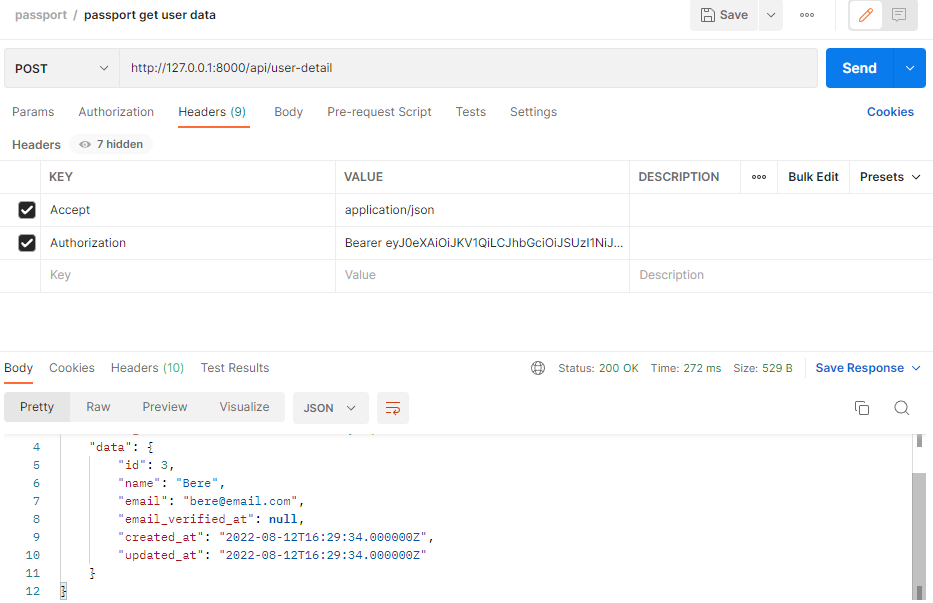 passport / passport get user data
Save
POST http://127.0.0.1:8000/api/user-detail Send
Params Authorization Headers (9) Body Pre-request Script Tests Settings Cookies
Headers 7 hidden
KEY VALUE DESCRIPTION Bulk Edit Presets
Accept application/json
Authorization Bearer eyJ0eXAiOiJKV1QiLCJhbGciOiJSUzI1NiJ...
Key Value Description
Body Cookies Headers (10) Test Results Status: 200 OK Time: 272 ms Size: 529 B Save Response
Pretty Raw Preview Visualize JSON
4 "data": {
5 "id": 3,
6 "name": "Bere",
7 "email": "bere@email.com",
8 "email_verified_at": null,
9 "created_at": "2022-08-12T16:29:34.000000Z",
10 "updated_at": "2022-08-12T16:29:34.000000Z"
11 }
12 }